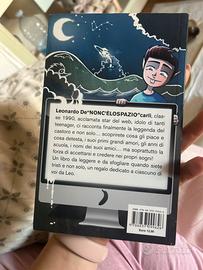 Leonardo De"NONC'ÈLOSPAZIO"carli, clas-
se 1990, acclamata star del web, idolo di tanti
teenager, ci racconta finalmente la leggenda del
castoro e non solo... scoprirete cosa gli piace e
cosa detesta, i suoi primi grandi amori, gli anni di
scuola, i nomi dei suoi amici... ma soprattutto la
forza di accettarsi e credere nei propri sogni!
Un libro da leggere e da sfogliare quando siete
tristi e non solo, un regalo dedicato a ciascuno di
voi da Leo.